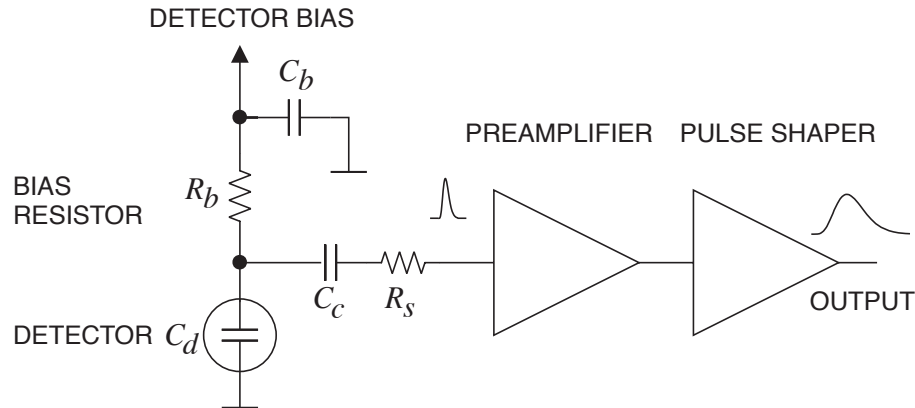 DETECTOR BIAS
C_b
PREAMPLIFIER
PULSE SHAPER
BIAS
RESISTOR
R_b
C_c
R_s
OUTPUT
DETECTOR
C_d